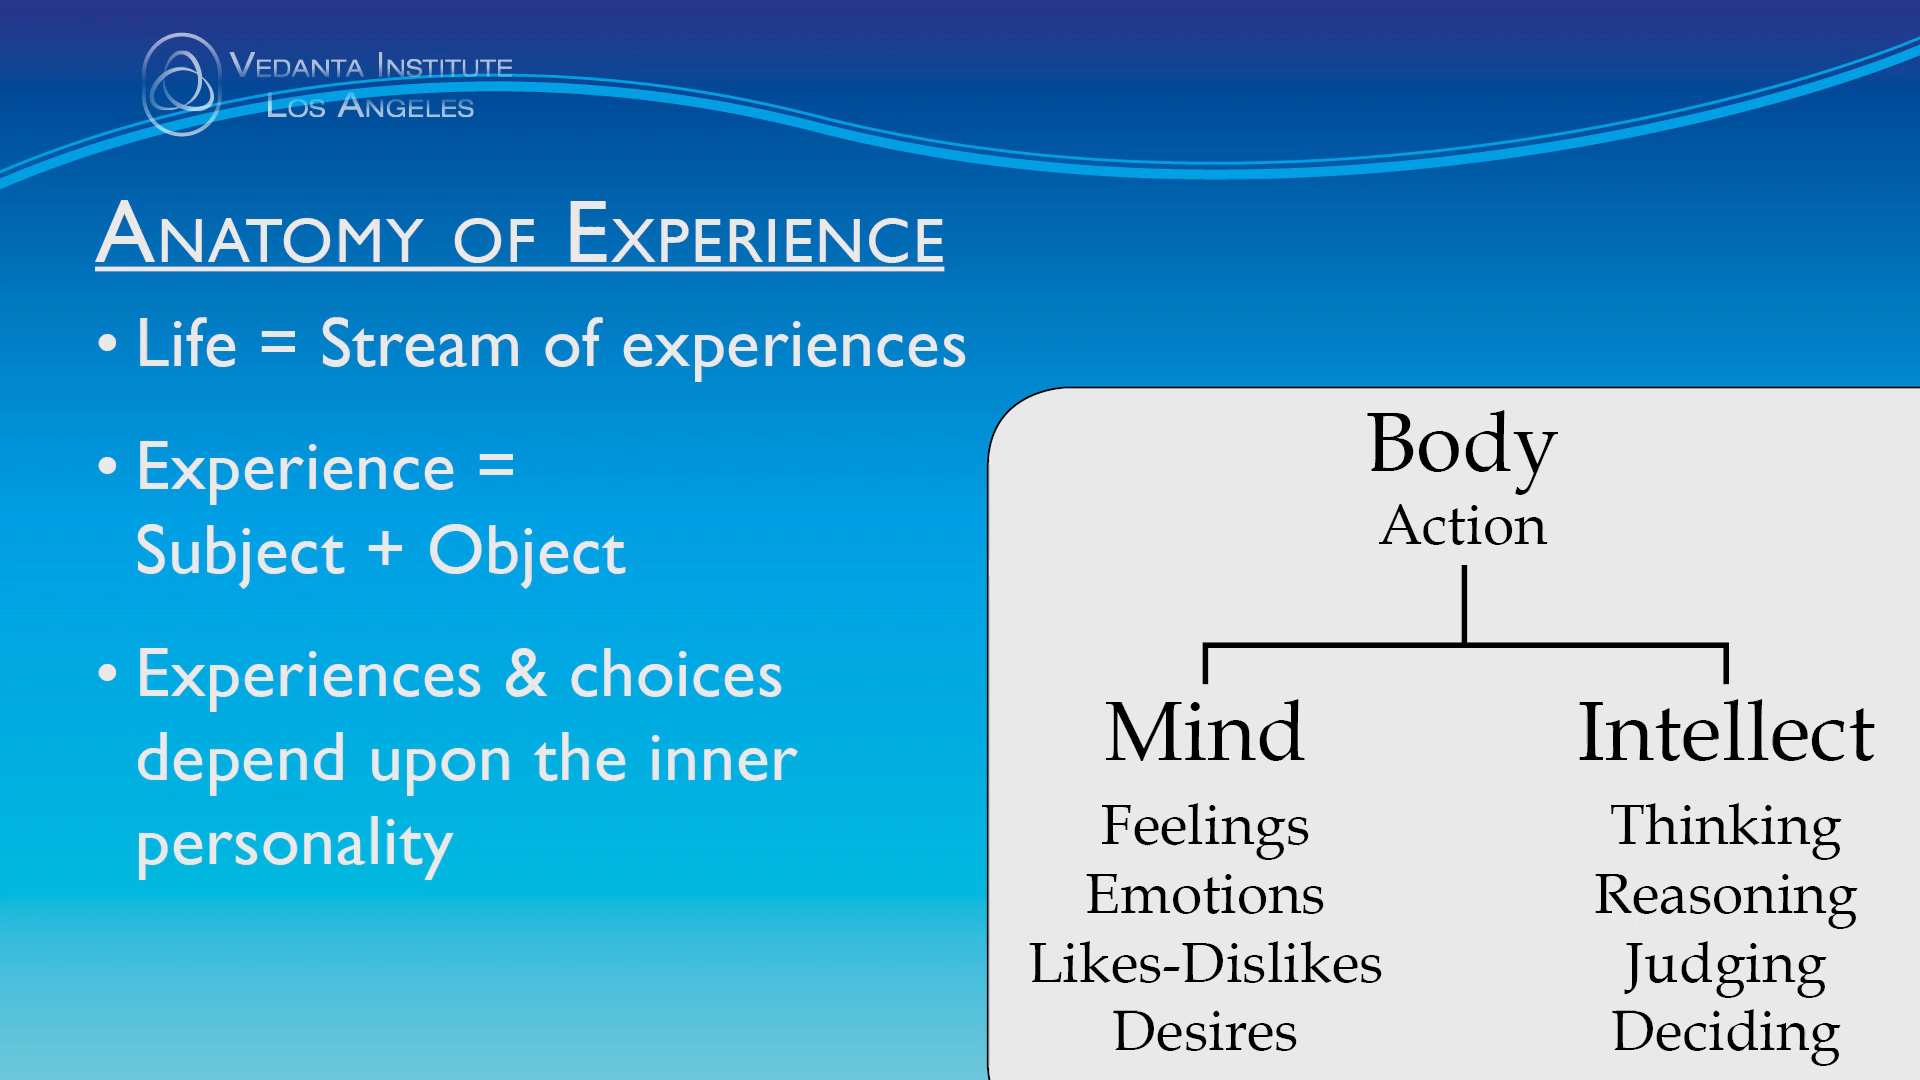 VEDANTA INSTITUTE
LOS ANGELES
ANATOMY OF EXPERIENCE
• Life = Stream of experiences
• Experience =
Subject + Object
• Experiences & choices
depend upon the inner
personality
Body
Action
Mind
Feelings
Emotions
Likes-Dislikes
Desires
Intellect
Thinking
Reasoning
Judging
Deciding